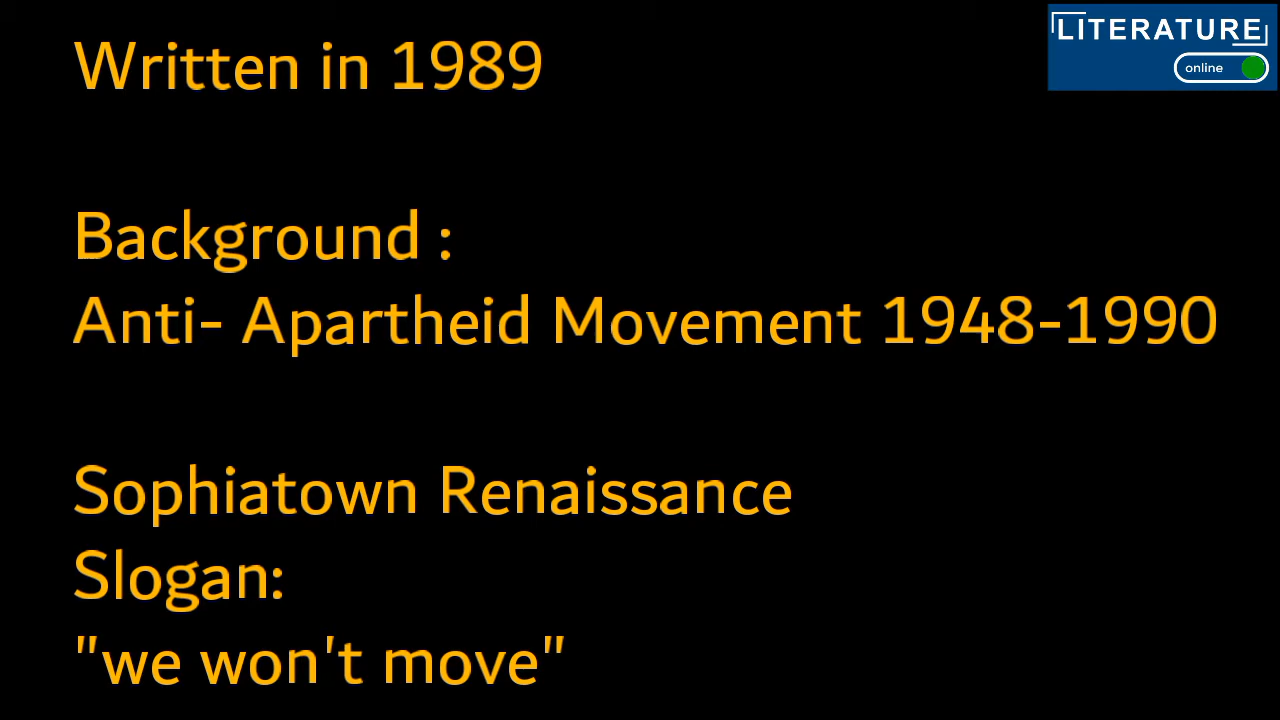 Written in 1989
LITERATURE
online
Background :
Anti- Apartheid Movement 1948-1990
Sophiatown Renaissance
Slogan:
"we won't move"